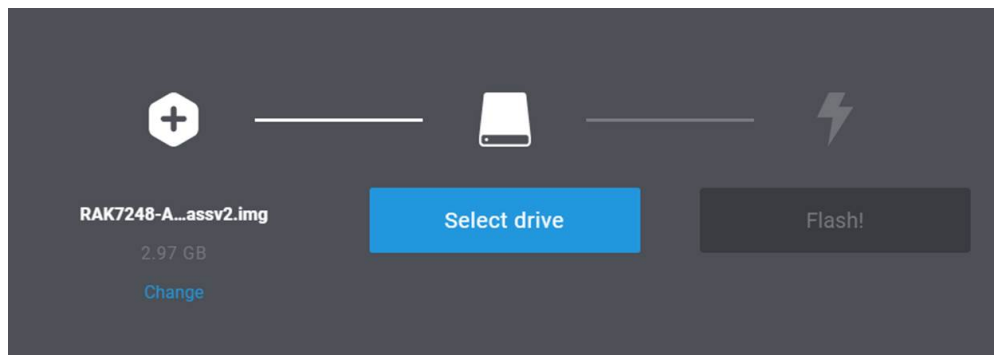 RAK7248-A...assv2.img
2.97 GB
Change
Select drive
Flash!